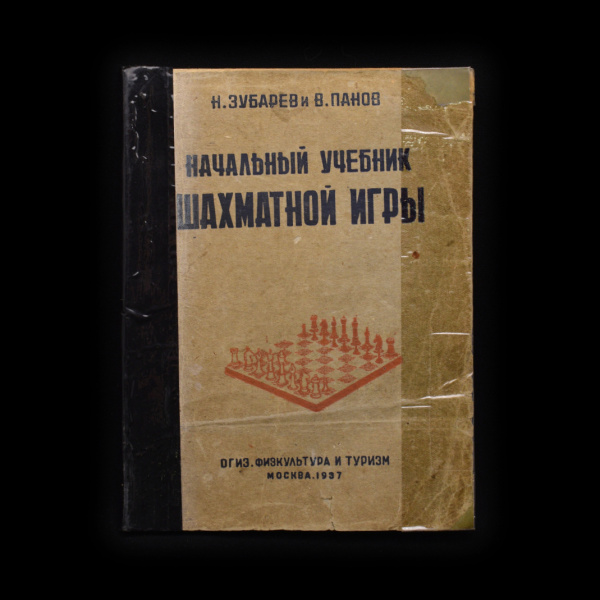 Н. ЗУБАРЕВ и В. ПАНОВ
НАЧАЛЬНЫЙ УЧЕБНИК
ШАХМАТНОЙ ИГРЫ
ОГИЗ. ФИЗКУЛЬТУРА И ТУРИЗМ
МОСКВА. 1937